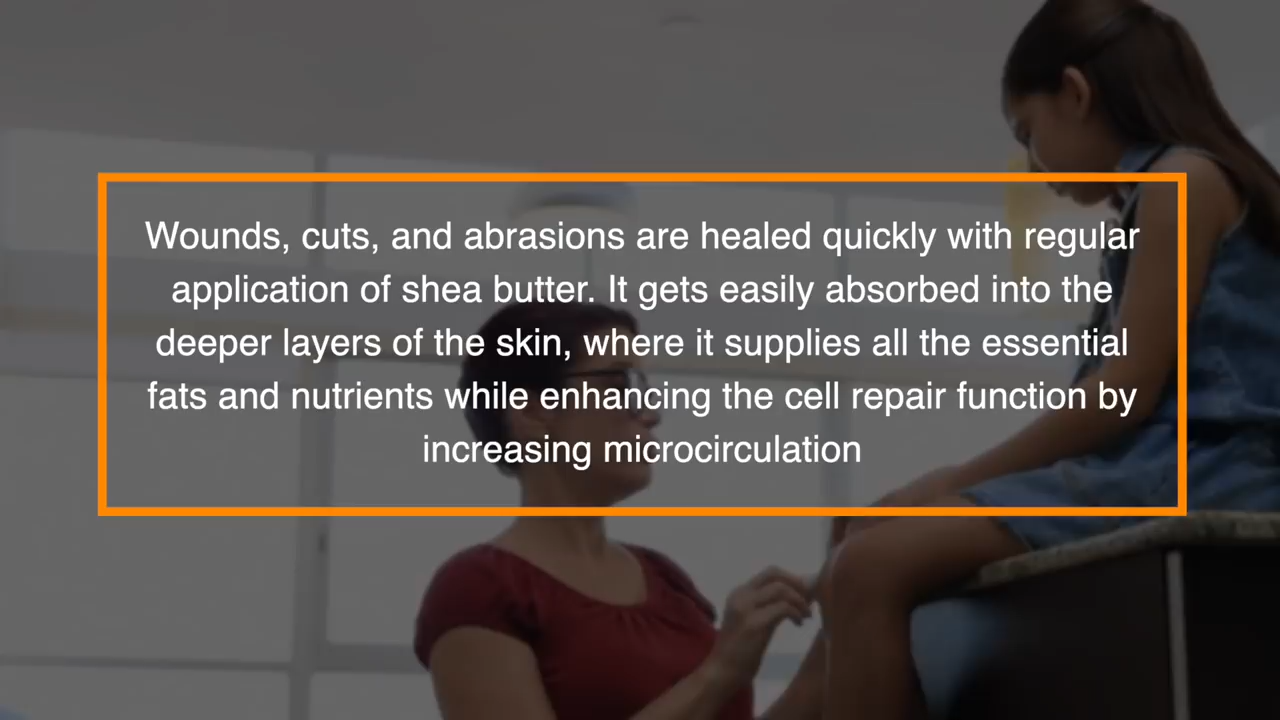 Wounds, cuts, and abrasions are healed quickly with regular
application of shea butter. It gets easily absorbed into the
deeper layers of the skin, where it supplies all the essential
fats and nutrients while enhancing the cell repair function by
increasing microcirculation